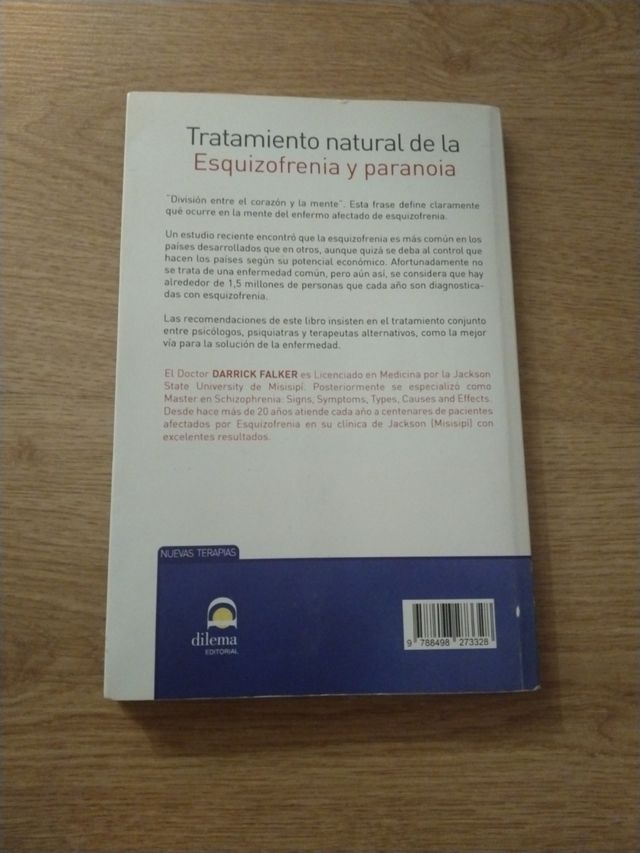 Tratamiento natural de la
Esquizofrenia y paranoia
"División entre el corazón y la mente". Esta frase define claramente
qué ocurre en la mente del enfermo afectado de esquizofrenia.
Un estudio reciente encontró que la esquizofrenia es más común en los
países desarrollados que en otros, aunque quizá se deba al control que
hacen los países según su potencial económico. Afortunadamente no
se trata de una enfermedad común, pero aún así, se considera que hay
alrededor de 1,5 millones de personas que cada año son diagnostica-
das con esquizofrenia.
Las recomendaciones de este libro insisten en el tratamiento conjunto
entre psicólogos, psiquiatras y terapeutas alternativos, como la mejor
vía para la solución de la enfermedad.
El Doctor DARRICK FALKER es Licenciado en Medicina por la Jackson
State University de Misisipí. Posteriormente se especializó como
Master en Schizophrenia: Signs, Symptoms, Types, Causes and Effects.
Desde hace más de 20 años atiende cada año a centenares de pacientes
afectados por Esquizofrenia en su clínica de Jackson (Misisipí) con
excelentes resultados.
NUEVAS TERAPIAS
dilema
EDITORIAL
9 788498 273328